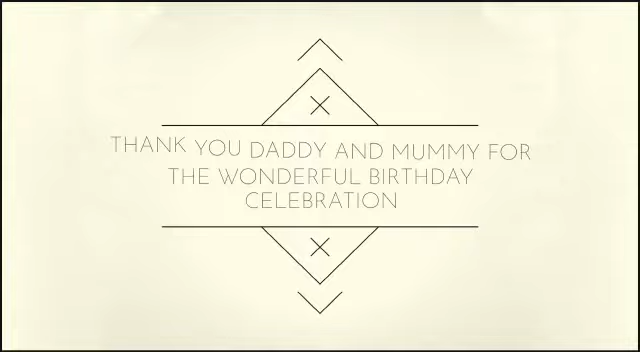 THANK YOU DADDY AND MUMMY FOR
THE WONDERFUL BIRTHDAY
CELEBRATION